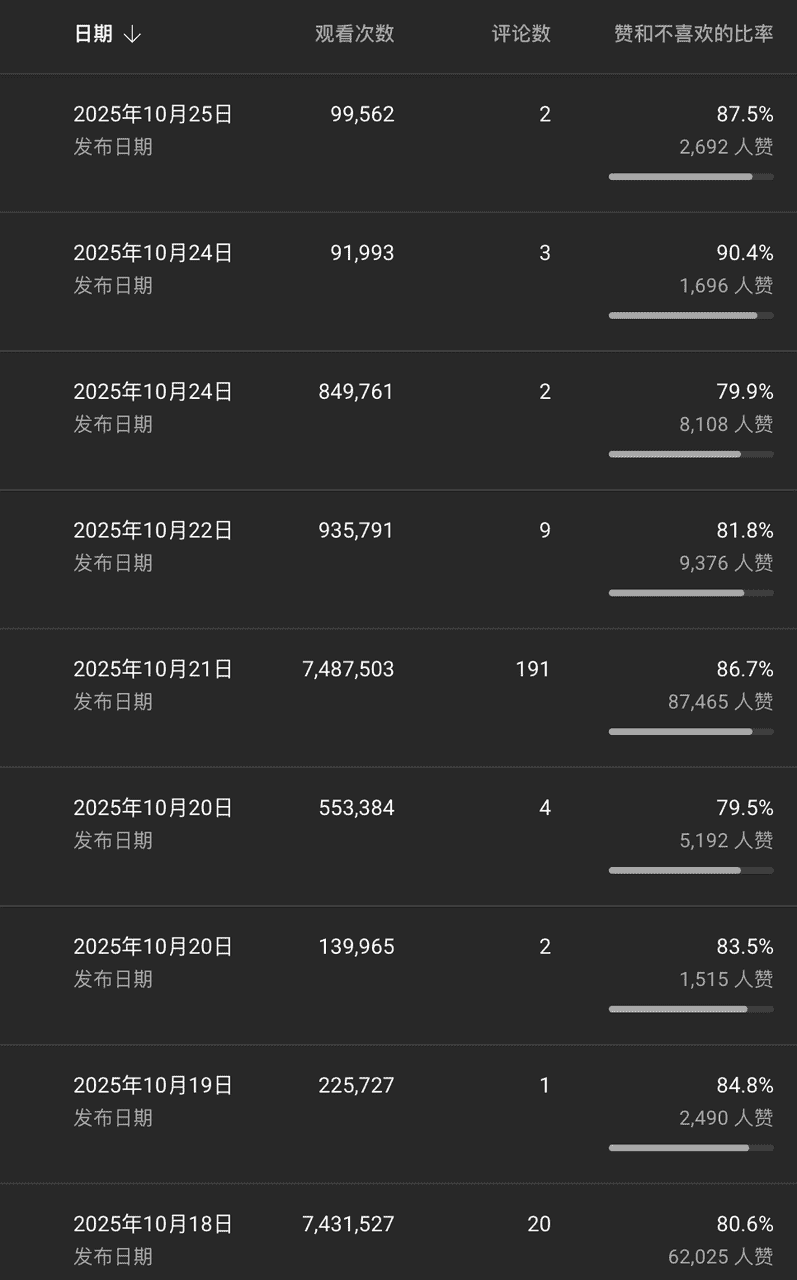 日期 ↓ 观看次数 评论数 赞和不喜欢的比率
2025年10月25日 99,562 2 87.5%
发布日期 2,692 人赞
2025年10月24日 91,993 3 90.4%
发布日期 1,696 人赞
2025年10月24日 849,761 2 79.9%
发布日期 8,108 人赞
2025年10月22日 935,791 9 81.8%
发布日期 9,376 人赞
2025年10月21日 7,487,503 191 86.7%
发布日期 87,465 人赞
2025年10月20日 553,384 4 79.5%
发布日期 5,192 人赞
2025年10月20日 139,965 2 83.5%
发布日期 1,515 人赞
2025年10月19日 225,727 1 84.8%
发布日期 2,490 人赞
2025年10月18日 7,431,527 20 80.6%
发布日期 62,025 人赞